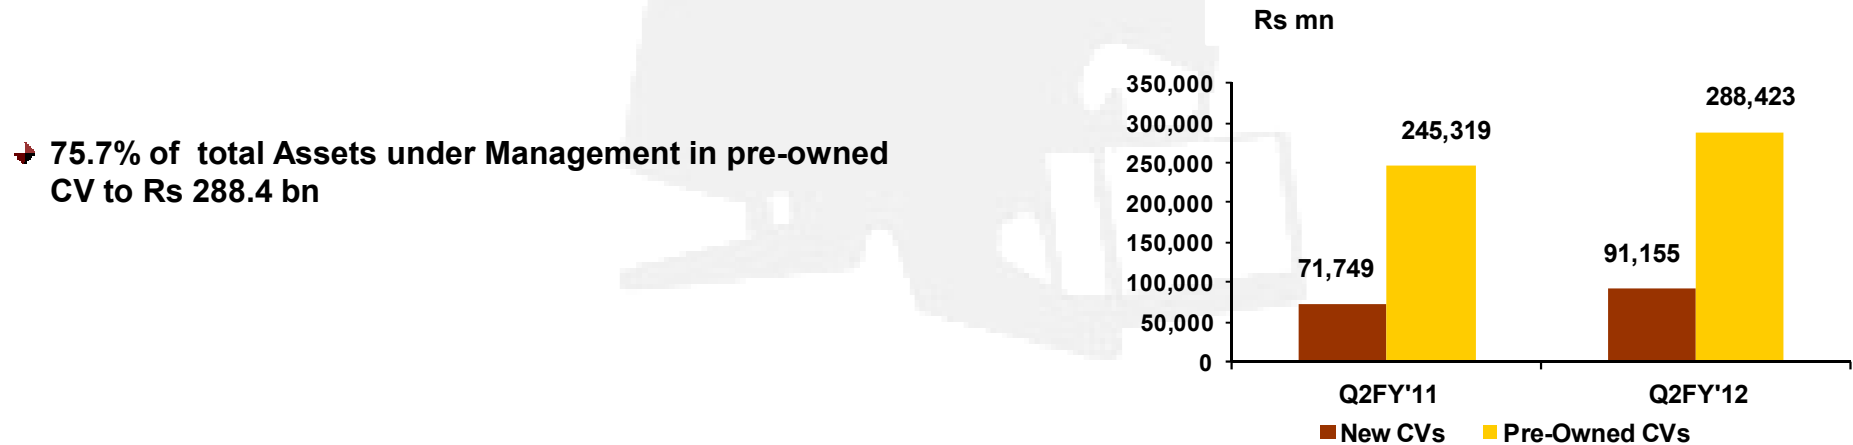 75.7% of total Assets under Management in pre-owned
CV to Rs 288.4 bn
Rs mn
350,000
300,000
250,000
200,000
150,000
100,000
50,000
0
71,749
245,319
91,155
288,423
Q2FY'11
Q2FY'12
New CVs
Pre-Owned CVs